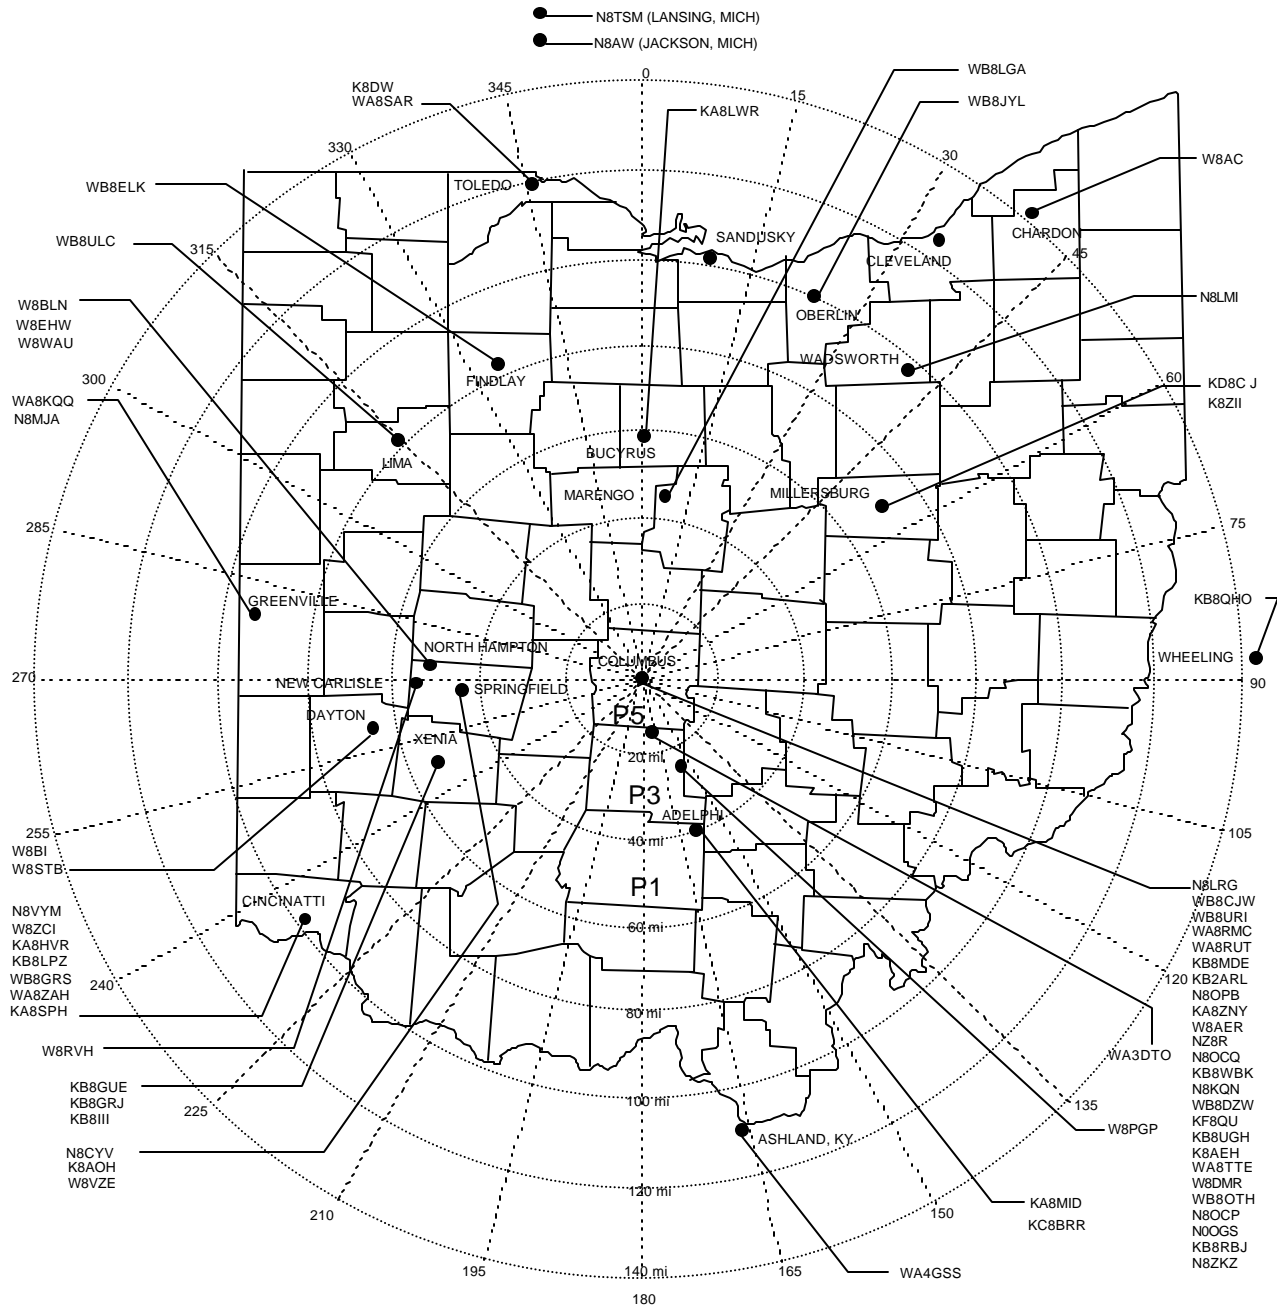 N8TSM (LANSING, MICH)
N8AW (JACKSON, MICH)
0
WB8LGA
K8DW
WA8SAR
345
15
WB8JYL
KA8LWR
330
30
W8AC
WB8ELK
TOLEDO
WB8ULC
315
SANDUSKY
CHARDON
CLEVELAND
45
W8BLN
W8EHW
W8WAU
OBERLIN
N8LMI
WADSWORTH
300
FINDLAY
60
KD8C J
K8ZII
WA8KQQ
N8MJA
BUCYRUS
LIMA
MARENGO
MILLERSBURG
285
75
GREENVILLE
KB8QHO
NORTH HAMPTON
COLUMBUS
WHEELING
270
NEW CARLISLE
SPRINGFIELD
90
DAYTON
P5
XENIA
20 mi
P3
ADELPHI
255
105
40 mi
W8BI
W8STB
P1
CINCINATTI
N8VYM
W8ZCI
KA8HVR
KB8LPZ
WB8GRS
WA8ZAH
KA8SPH
240
60 mi
120
80 mi
N8LRG
WB8CJW
WB8URI
WA8RMC
WA8RUT
KB8MDE
KB2ARL
N8OPB
KA8ZNY
W8AER
NZ8R
N8OCQ
KB8WBK
N8KQN
WB8DZW
KF8QU
KB8UGH
K8AEH
WA8TTE
W8DMR
WB8OTH
N8OCP
N0OGS
KB8RBJ
N8ZKZ
W8RVH
WA3DTO
KB8GUE
KB8GRJ
KB8III
225
100 mi
135
W8PGP
ASHLAND, KY
N8CYV
K8AOH
W8VZE
120 mi
210
150
KA8MID
KC8BRR
195
140 mi
165
WA4GSS
180